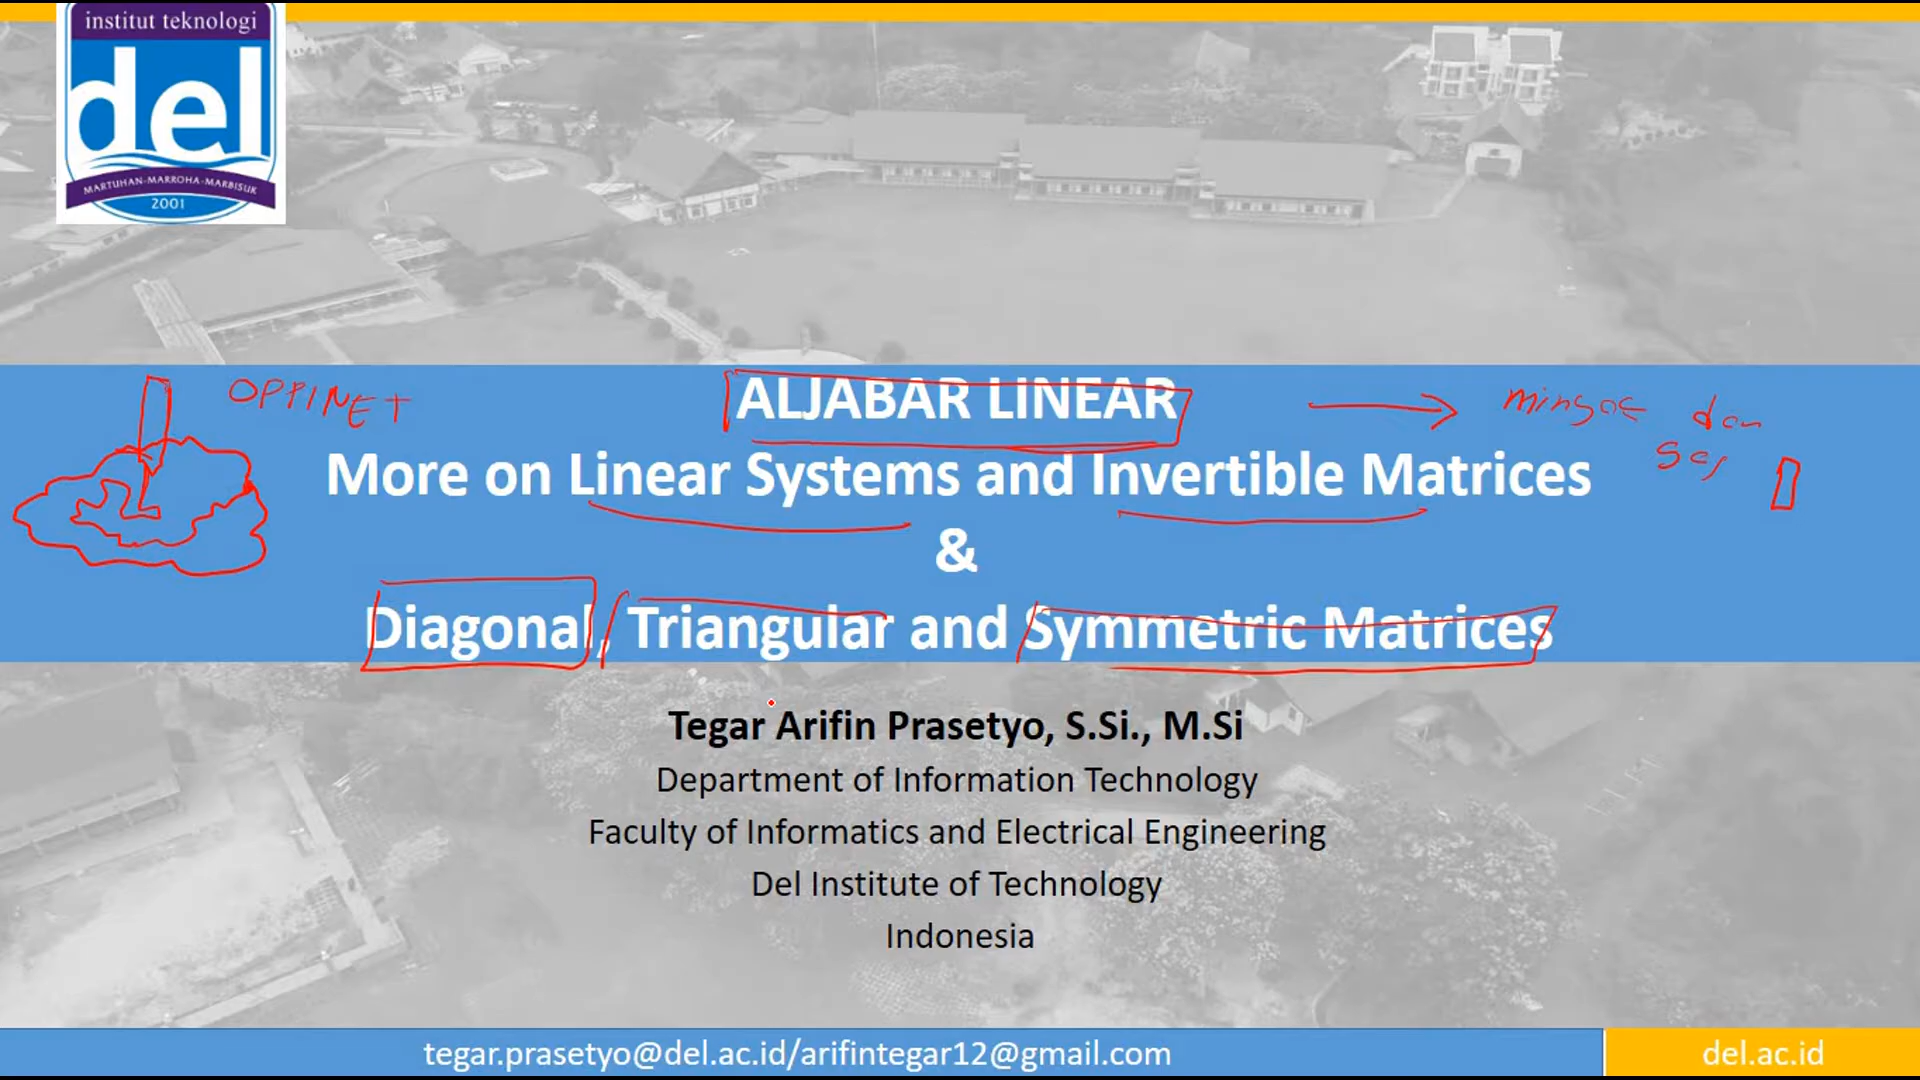 institut teknologi
del
MARTUHAN-MARROHA-MARBISUK
2001
OPPINET
ALJABAR LINEAR
More on Linear Systems and Invertible Matrices
&
Diagonal, Triangular and Symmetric Matrices
Tegar Arifin Prasetyo, S.Si., M.Si
Department of Information Technology
Faculty of Informatics and Electrical Engineering
Del Institute of Technology
Indonesia
tegar.prasetyo@del.ac.id/arifintegar12@gmail.com
del.ac.id